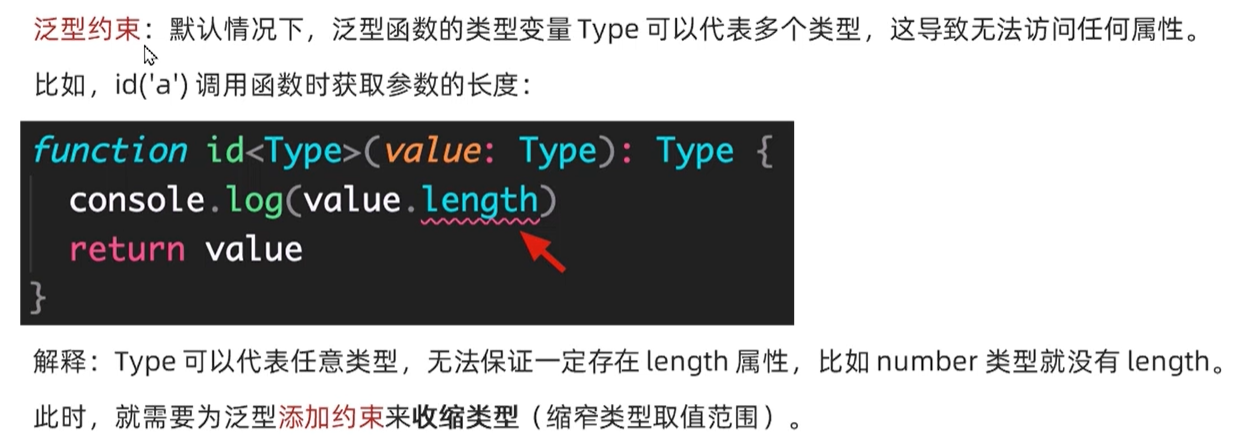 泛型约束：默认情况下，泛型函数的类型变量 Type 可以代表多个类型，这导致无法访问任何属性。
比如，id('a') 调用函数时获取参数的长度：
function id<Type>(value: Type): Type {
  console.log(value.length)
  return value
}
解释：Type 可以代表任意类型，无法保证一定存在 length 属性，比如 number 类型就没有 length。
此时，就需要为泛型添加约束来收缩类型（缩窄类型取值范围）。